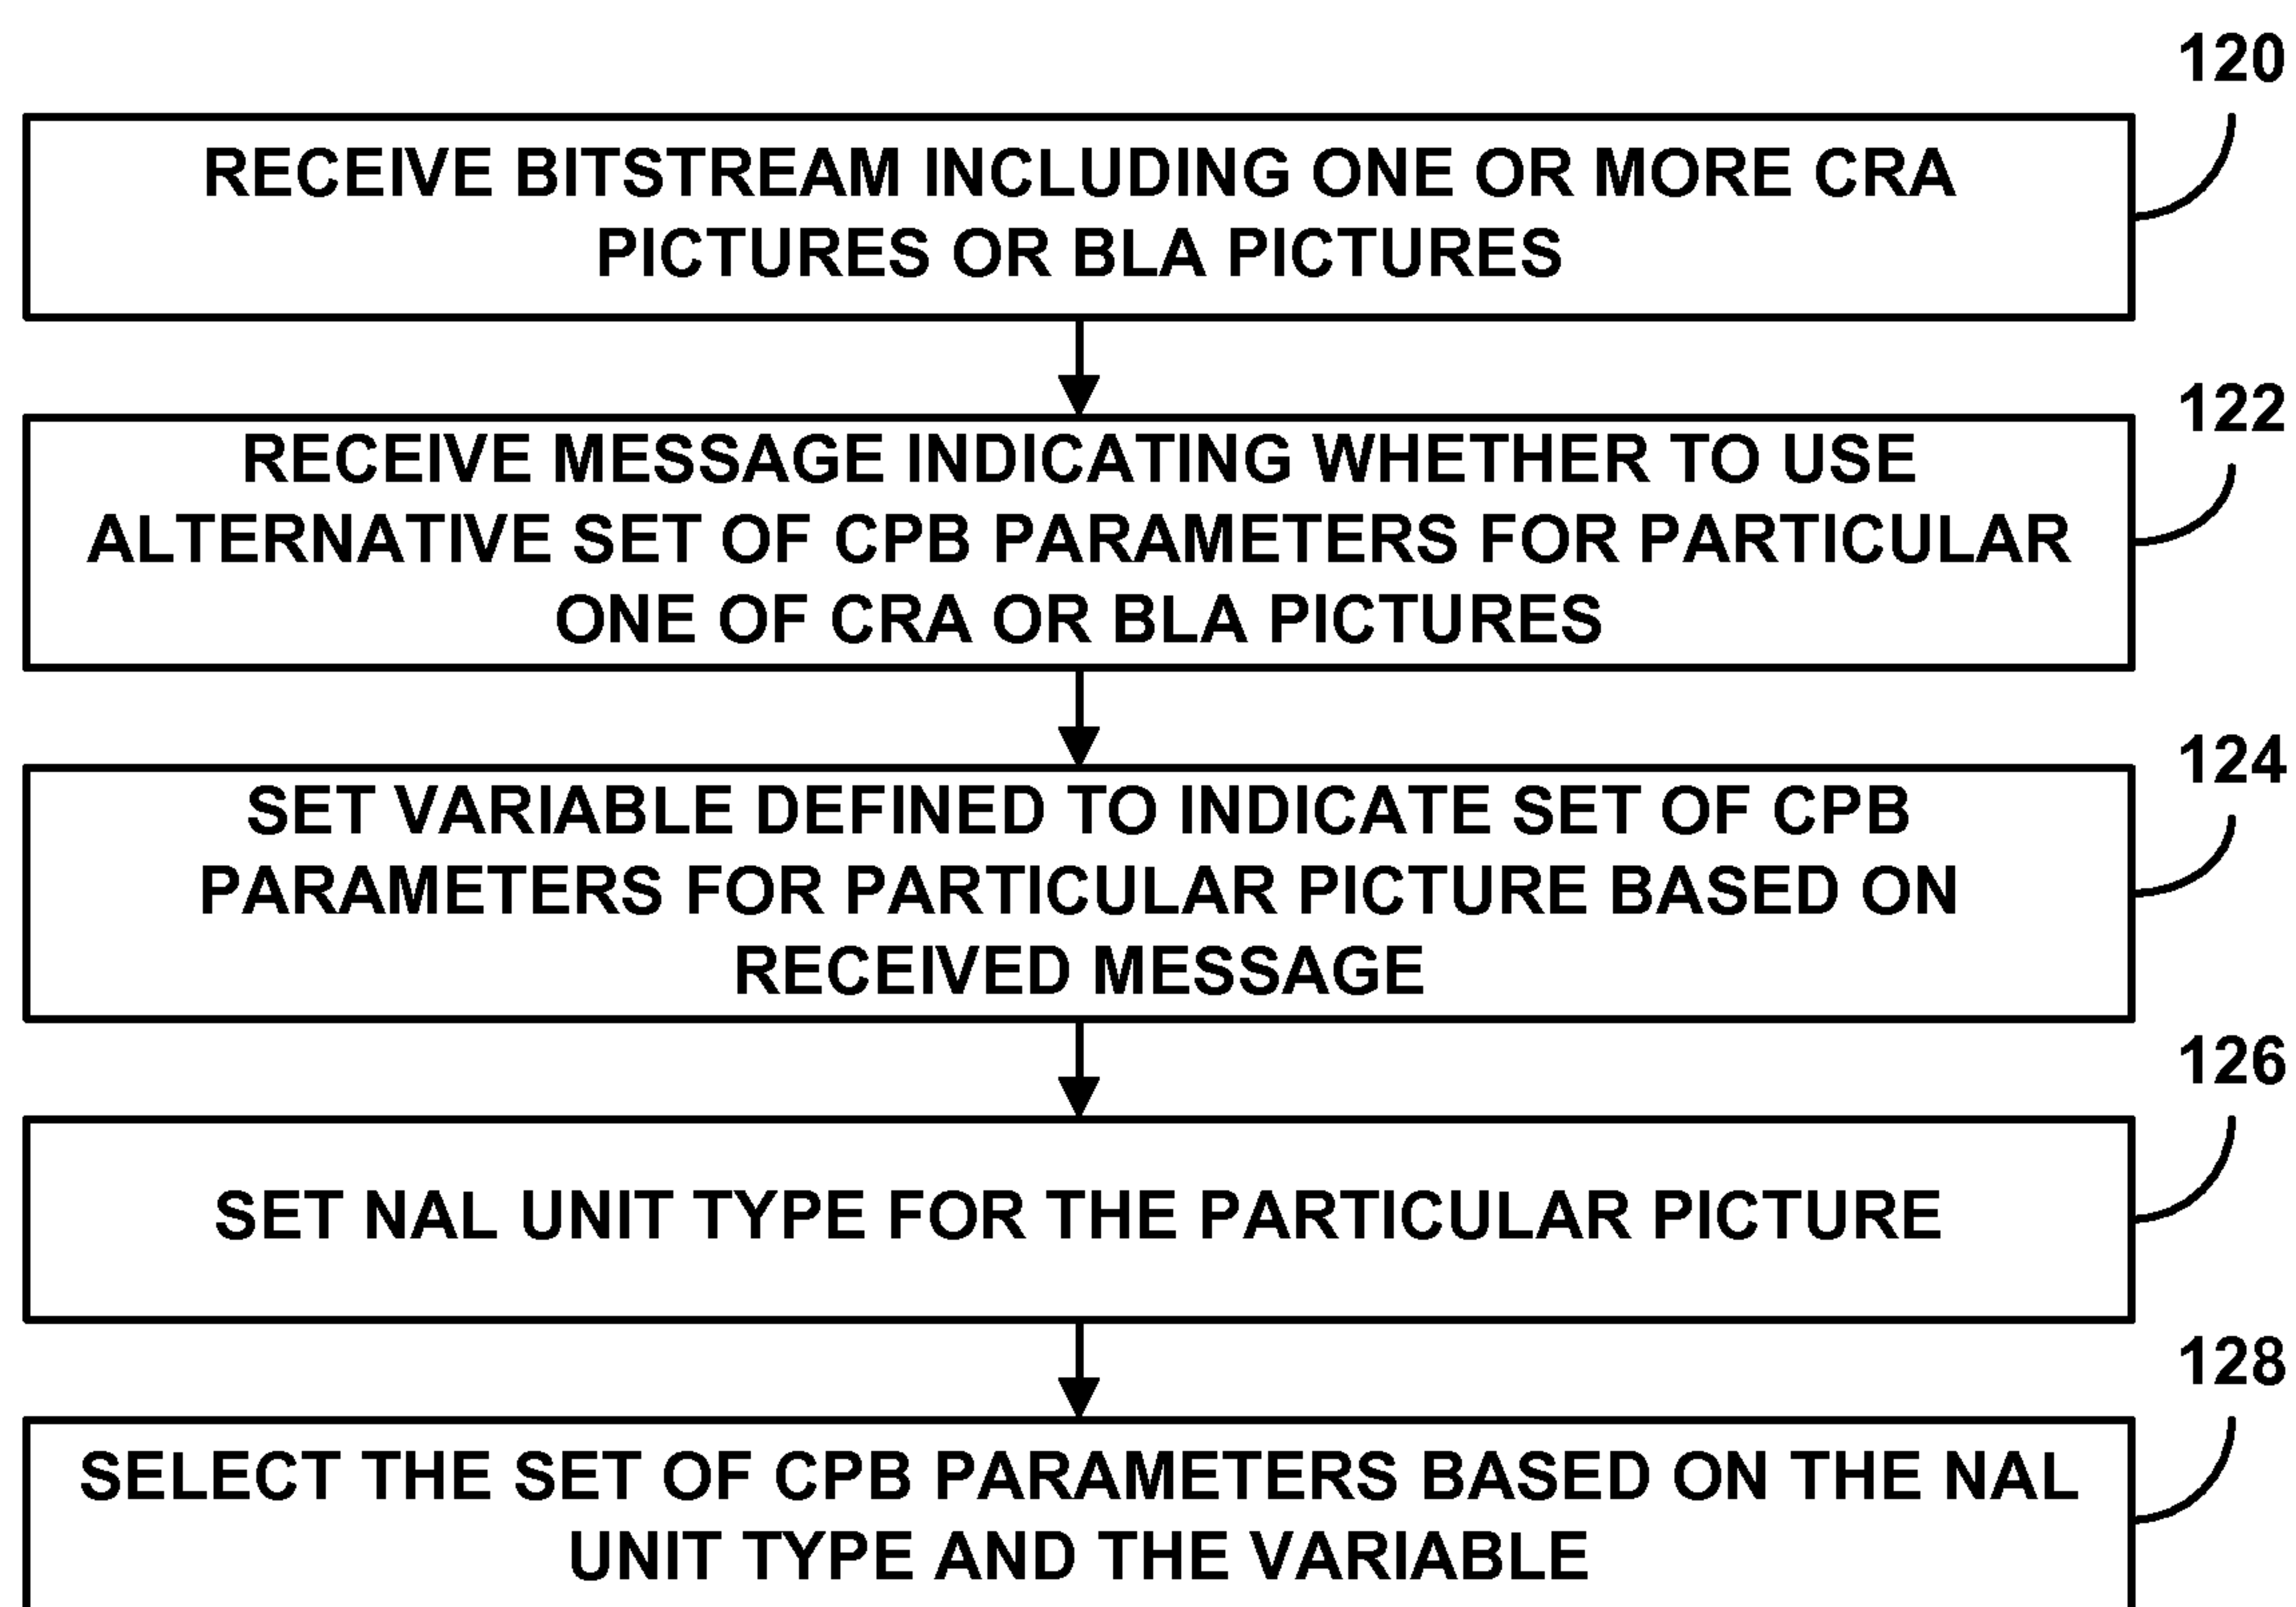 120
RECEIVE BITSTREAM INCLUDING ONE OR MORE CRA
PICTURES OR BLA PICTURES
122
RECEIVE MESSAGE INDICATING WHETHER TO USE
ALTERNATIVE SET OF CPB PARAMETERS FOR PARTICULAR
ONE OF CRA OR BLA PICTURES
124
SET VARIABLE DEFINED TO INDICATE SET OF CPB
PARAMETERS FOR PARTICULAR PICTURE BASED ON
RECEIVED MESSAGE
126
SET NAL UNIT TYPE FOR THE PARTICULAR PICTURE
128
SELECT THE SET OF CPB PARAMETERS BASED ON THE NAL
UNIT TYPE AND THE VARIABLE